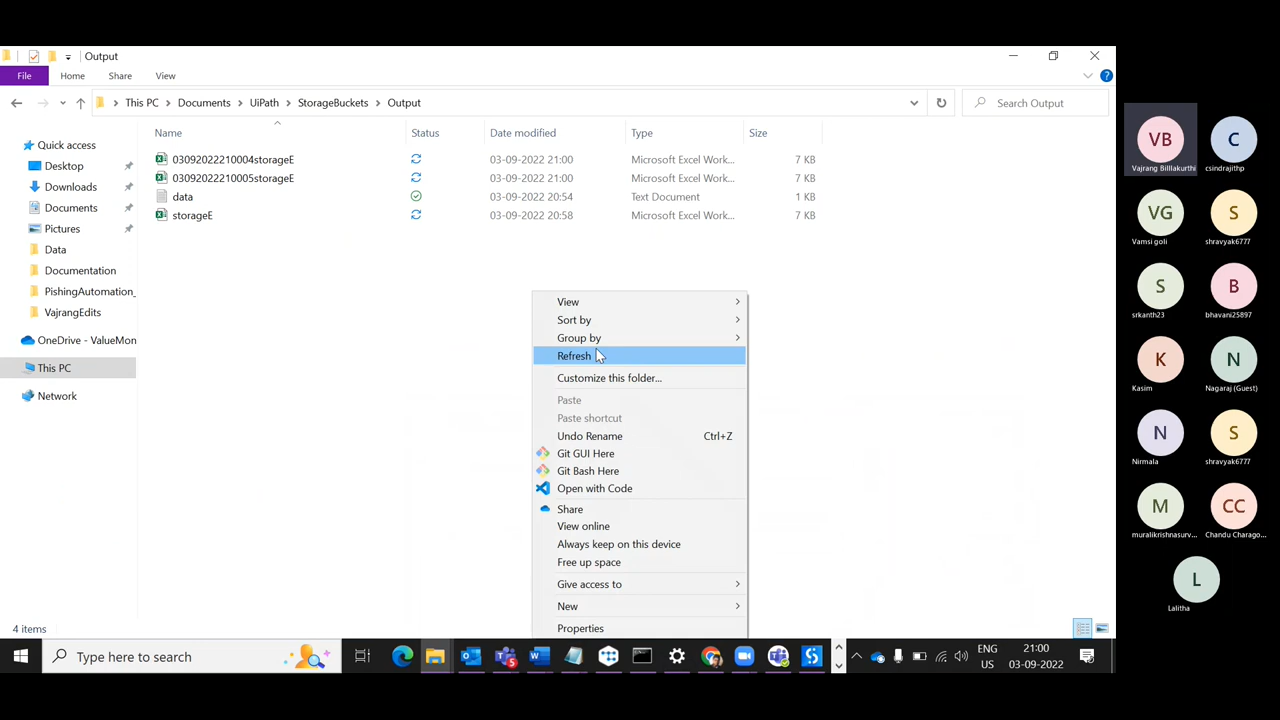 Output
File Home Share View
This PC Documents UiPath StorageBuckets Output
Search Output
Name Status Date modified Type Size
03092022210004storageE 03-09-2022 21:00 Microsoft Excel Work... 7 KB
03092022210005storageE 03-09-2022 21:00 Microsoft Excel Work... 7 KB
data 03-09-2022 20:54 Text Document 1 KB
storageE 03-09-2022 20:58 Microsoft Excel Work... 7 KB
Quick access
Desktop
Downloads
Documents
Pictures
Data
Documentation
PishingAutomation_
VajrangEdits
OneDrive - ValueMon
This PC
Network
View
Sort by
Group by
Refresh
Customize this folder...
Paste
Paste shortcut
Undo Rename Ctrl+Z
Git GUI Here
Git Bash Here
Open with Code
Share
View online
Always keep on this device
Free up space
Give access to
New
Properties
4 items
Type here to search
ENG
US
21:00
03-09-2022
VB C
Vajrang Billlakurthi csindrajithp
VG S
Vamsi goli shravyak6777
S B
srkanth23 bhavani25897
K N
Kasim Nagaraj (Guest)
N S
Nirmala shravyak6777
M CC
muralikrishnasurv... Chandu Charago...
L
Lalitha